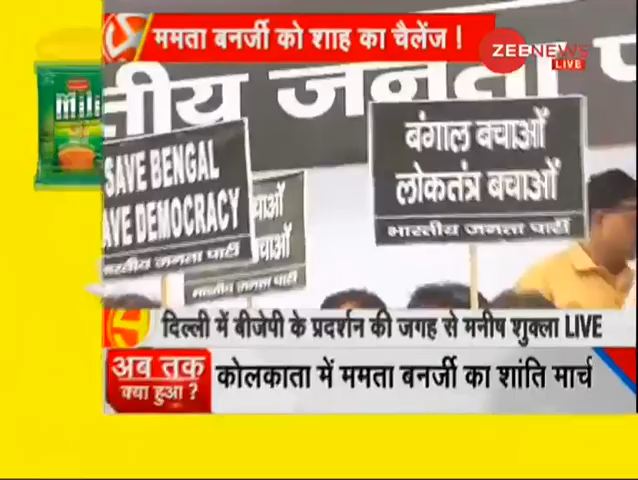 ममता बनर्जी को शाह का चैलेंज !
ZEE NEWS
LIVE
Mili
तीय जनता
SAVE BENGAL
AVE DEMOCRACY
भारतीय जनता पार्टी
चाओं
चाओं
भारतीय जनता पार्टी
बंगाल बचाओं
लोकतंत्र बचाओं
भारतीय जनता पार्टी
दिल्ली में बीजेपी के प्रदर्शन की जगह से मनीष शुक्ला LIVE
अब तक
क्या हुआ ?
कोलकाता में ममता बनर्जी का शांति मार्च